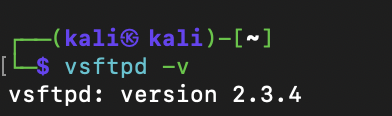 ┌──(kali㉿ kali)-[~]
└─$ vsftpd -v
vsftpd: version 2.3.4